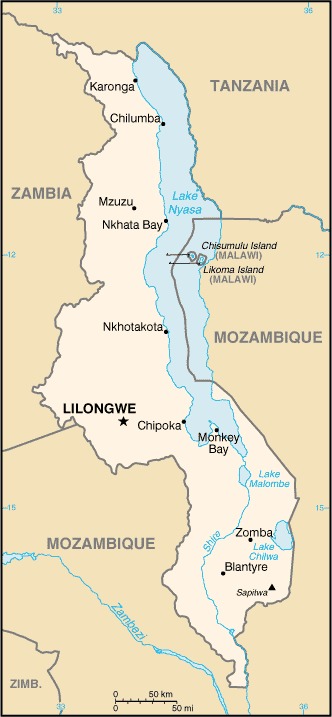 33
36
Karonga
TANZANIA
Chilumba
ZAMBIA
Lake
Nyasa
Mzuzu
Nkhata Bay
Chisumulu Island
(MALAWI)
12
12
Likoma Island
(MALAWI)
Nkhotakota
MOZAMBIQUE
LILONGWE
Chipoka
Monkey
Bay
Lake
Malombe
15
15
Zomba
MOZAMBIQUE
Shire
Lake
Chilwa
Blantyre
Sapitwa
Zambezi
ZIMB.
0 50 km
0 50 mi
33
36